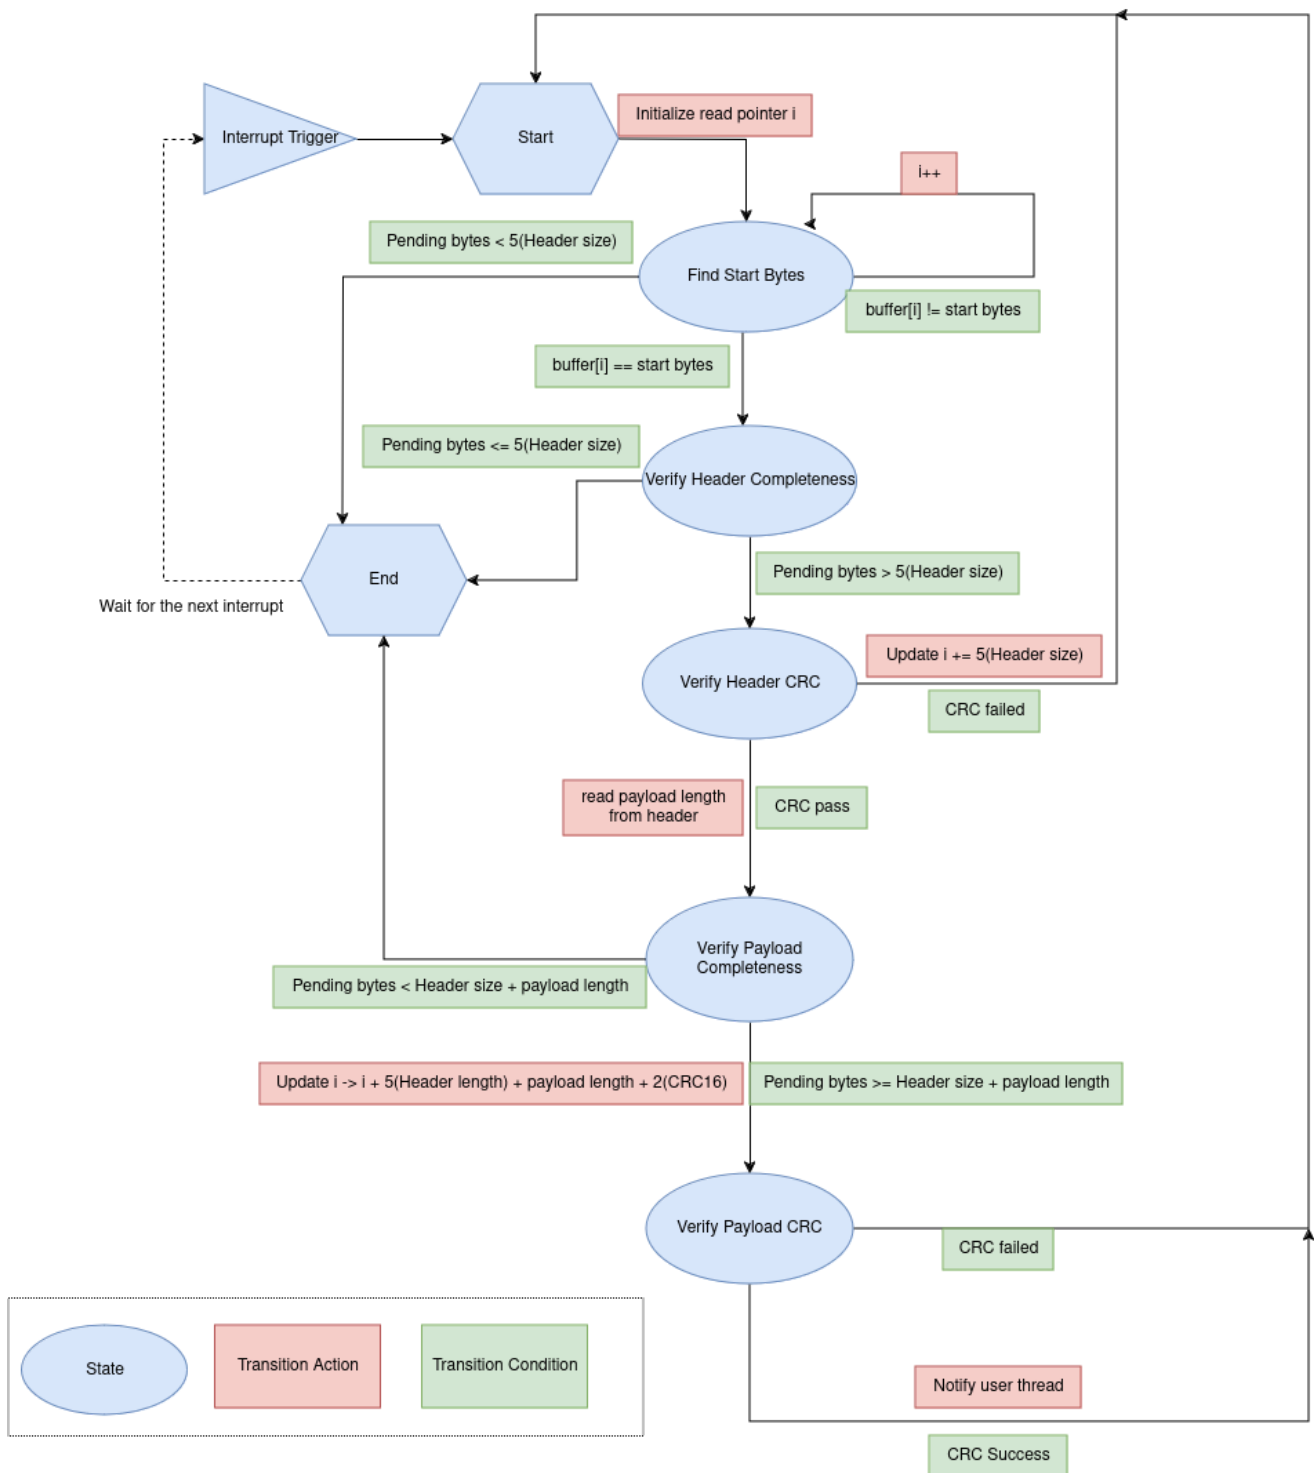 Initialize read pointer i
Interrupt Trigger
Start
i++
Pending bytes < 5(Header size)
Find Start Bytes
buffer[i] != start bytes
buffer[i] == start bytes
Pending bytes <= 5(Header size)
Verify Header Completeness
Pending bytes > 5(Header size)
End
Wait for the next interrupt
Update i += 5(Header size)
Verify Header CRC
CRC failed
read payload length
from header
CRC pass
Verify Payload
Completeness
Pending bytes < Header size + payload length
Update i -> i + 5(Header length) + payload length + 2(CRC16)
Pending bytes >= Header size + payload length
Verify Payload CRC
CRC failed
State
Transition Action
Transition Condition
Notify user thread
CRC Success